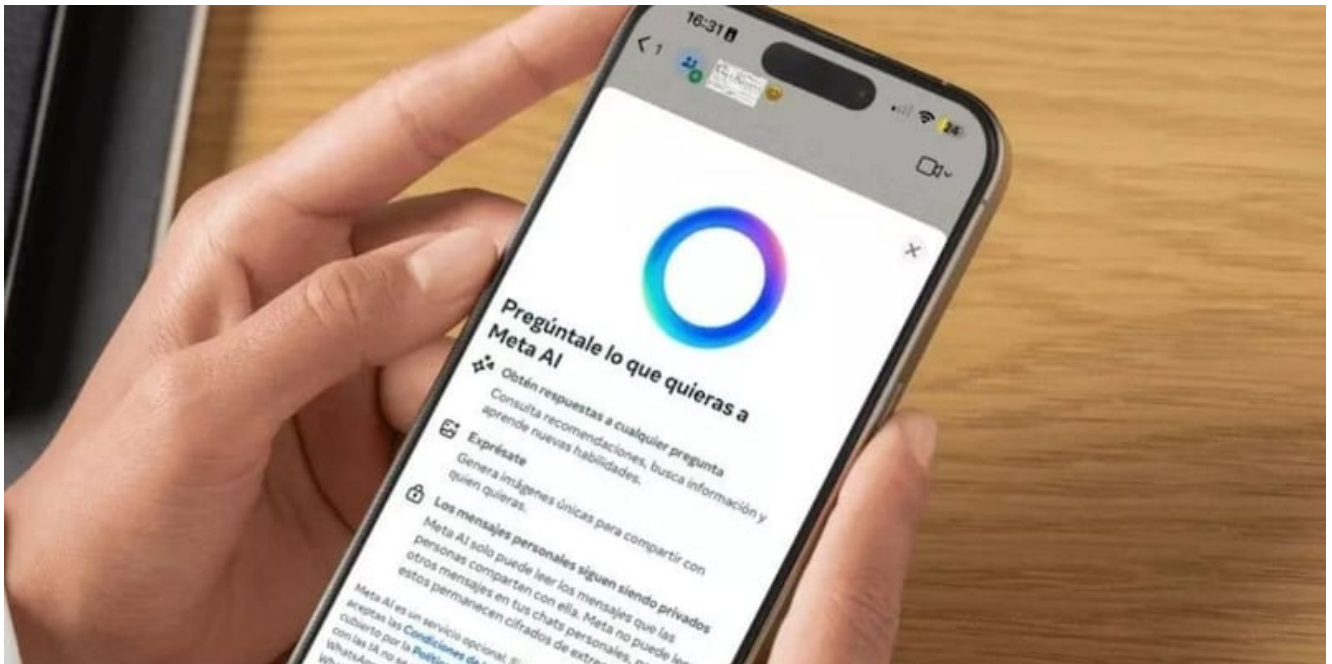 16:31
1
24
Pregúntale lo que quieras a
Meta AI
Obtén respuestas a cualquier pregunta
Consulta recomendaciones, busca información y
aprende nuevas habilidades.
Exprésate
Genera imágenes únicas para compartir con
quien quieras.
Los mensajes personales siguen siendo privados
Meta AI solo puede leer los mensajes que las
personas comparten con ella. Meta no puede leer
otros mensajes en tus chats personales,
estos permanecen cifrados de
Meta AI es un servicio opcional.
aceptas las Condiciones de
cubierto por la
con las IA no se